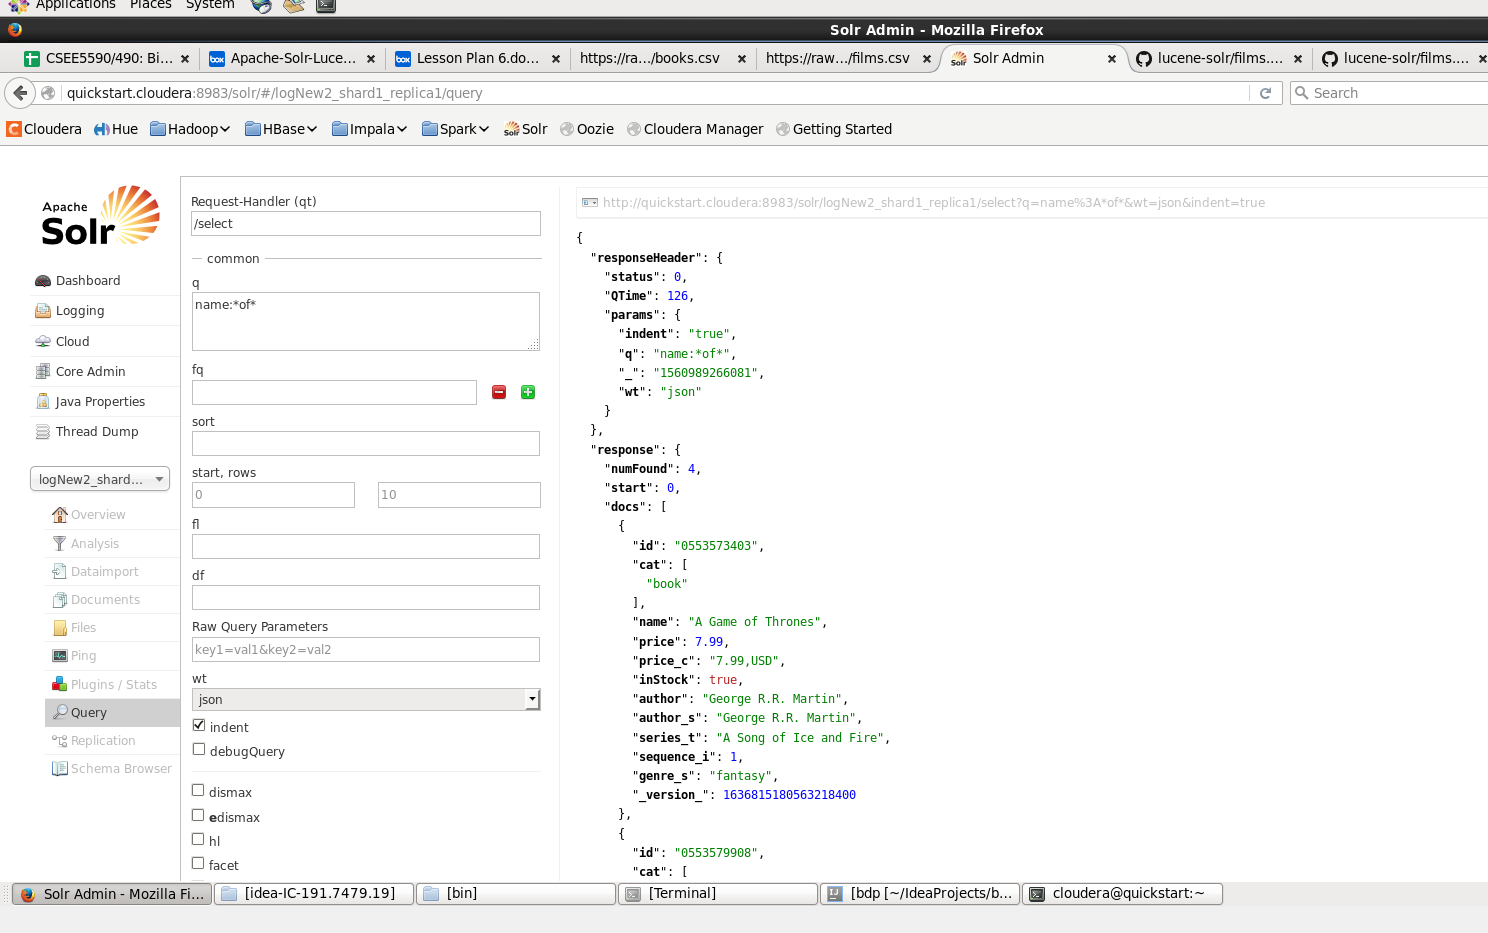 Applications Places System
Solr Admin - Mozilla Firefox
CSEE5590/490: Bi... × Apache-Solr-Luce... × Lesson Plan 6.do... × https://ra.../books.csv × https://raw.../films.csv × Solr Admin × lucene-solr/films.... × lucene-solr/films.... ×
quickstart.cloudera:8983/solr/#/logNew2_shard1_replica1/query Search
Cloudera Hue Hadoop HBase Impala Spark Solr Oozie Cloudera Manager Getting Started
Apache
Solr
Dashboard
Logging
Cloud
Core Admin
Java Properties
Thread Dump
logNew2_shard...
Overview
Analysis
Dataimport
Documents
Files
Ping
Plugins / Stats
Query
Replication
Schema Browser
Request-Handler (qt)
/select
common
q
name:*of*
fq
sort
start, rows
0 10
fl
df
Raw Query Parameters
key1=val1&key2=val2
wt
json
indent
debugQuery
dismax
edismax
hl
facet
http://quickstart.cloudera:8983/solr/logNew2_shard1_replica1/select?q=name%3A*of*&wt=json&indent=true
{
"responseHeader": {
"status": 0,
"QTime": 126,
"params": {
"indent": "true",
"q": "name:*of*",
"_": "1560989266081",
"wt": "json"
}
},
"response": {
"numFound": 4,
"start": 0,
"docs": [
{
"id": "0553573403",
"cat": [
"book"
],
"name": "A Game of Thrones",
"price": 7.99,
"price_c": "7.99,USD",
"inStock": true,
"author": "George R.R. Martin",
"author_s": "George R.R. Martin",
"series_t": "A Song of Ice and Fire",
"sequence_i": 1,
"genre_s": "fantasy",
"_version_": 1636815180563218400
},
{
"id": "0553579908",
"cat": [
Solr Admin - Mozilla Fi... [idea-IC-191.7479.19] [bin] [Terminal] [bdp [~/IdeaProjects/b... cloudera@quickstart:~